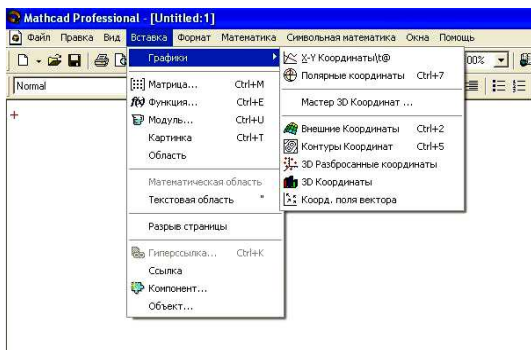 Mathcad Professional - [Untitled:1]
Файл Правка Вид Вставка Формат Математика Символьная математика Окна Помощь
Normal
Графики
Матрица... Ctrl+M
f(x) Функция... Ctrl+E
Модуль... Ctrl+U
Картинка Ctrl+T
Область
Математическая область
Текстовая область "
Разрыв страницы
Гиперссылка... Ctrl+K
Ссылка
Компонент...
Объект...
X-Y Координаты\t@
Полярные координаты Ctrl+7
Мастер 3D Координат ...
Внешние Координаты Ctrl+2
Контуры Координат Ctrl+5
3D Разбросанные координаты
3D Координаты
Коорд. поля вектора
00%